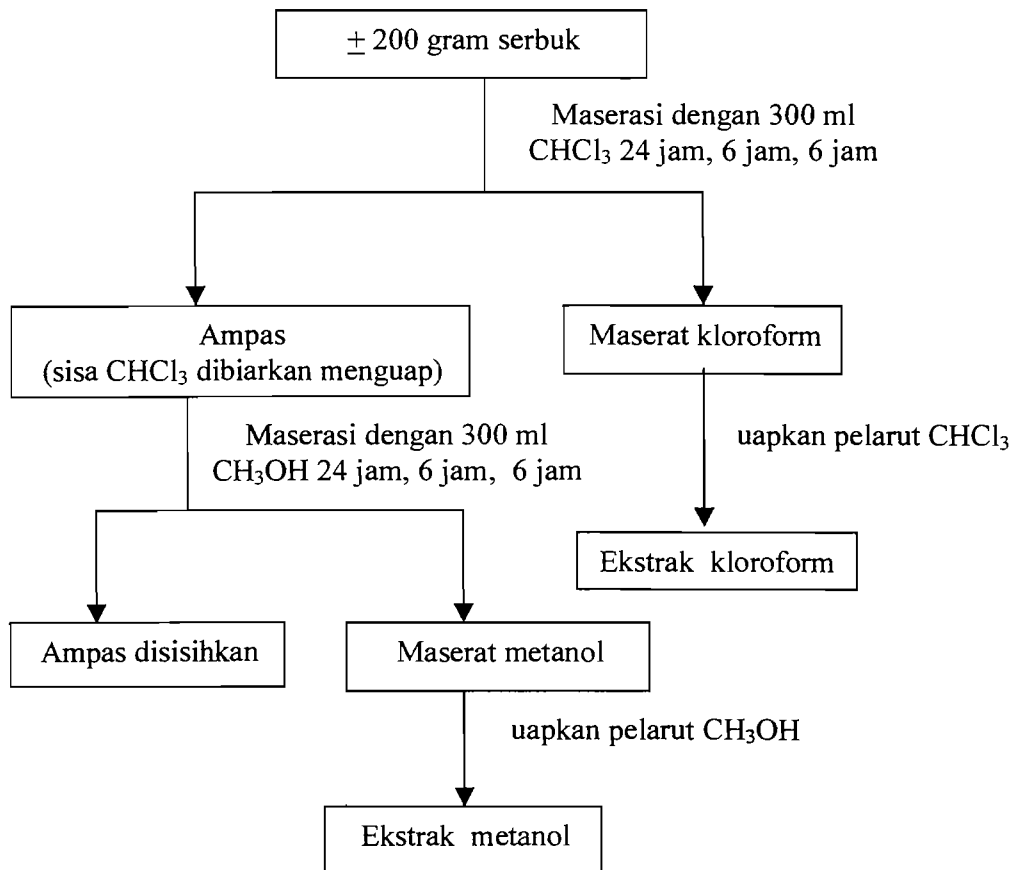 ± 200 gram serbuk
Maserasi dengan 300 ml
CHCl₃ 24 jam, 6 jam, 6 jam
Ampas
(sisa CHCl₃ dibiarkan menguap)
Maserat kloroform
Maserasi dengan 300 ml
CH₃OH 24 jam, 6 jam, 6 jam
uapkan pelarut CHCl₃
Ekstrak kloroform
Ampas disisihkan
Maserat metanol
uapkan pelarut CH₃OH
Ekstrak metanol